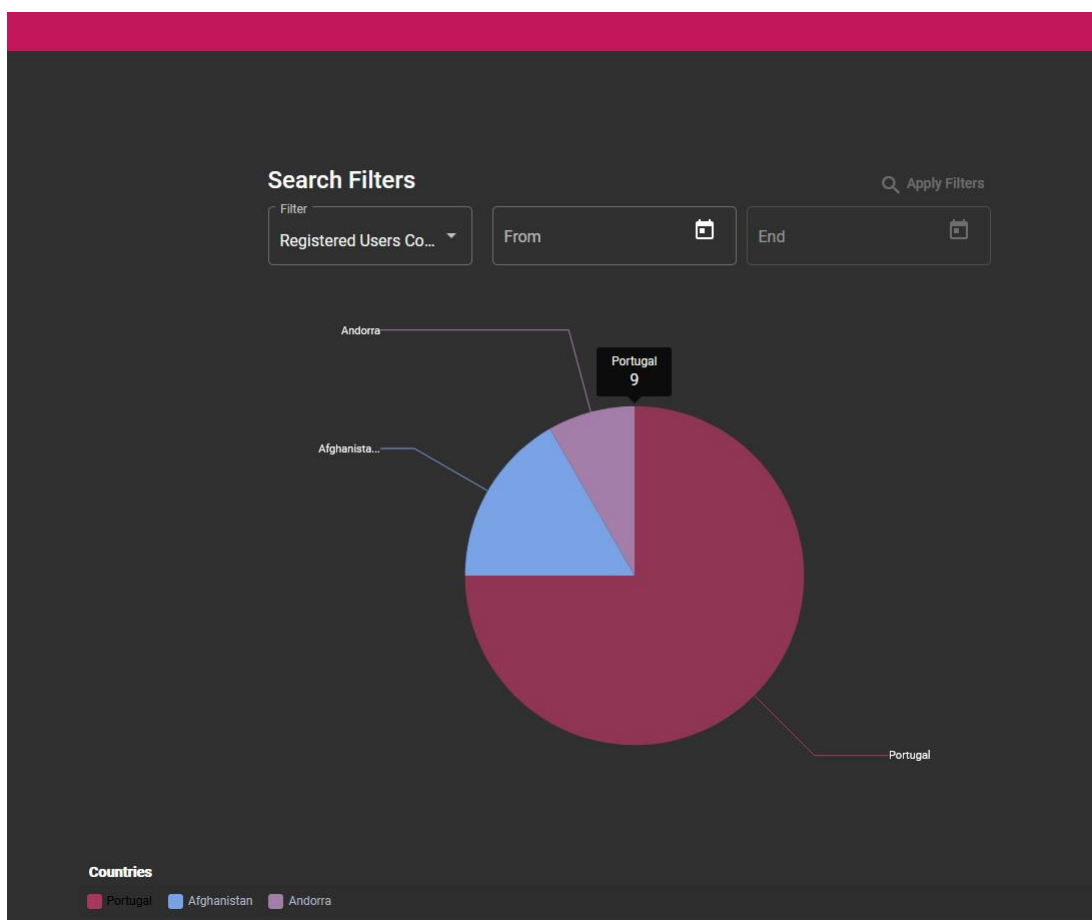 Search Filters
Apply Filters
Filter
Registered Users Co...
From
End
Andorra
Portugal
9
Afghanista...
Portugal
Countries
Portugal
Afghanistan
Andorra